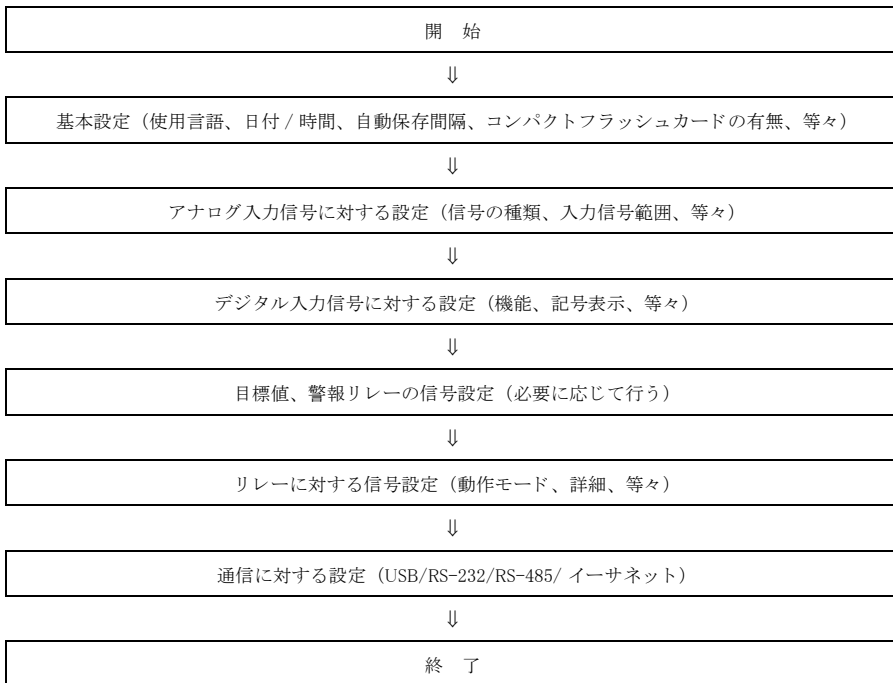 開　始
⇓
基本設定（使用言語、日付 / 時間、自動保存間隔、コンパクトフラッシュカードの有無、等々）
⇓
アナログ入力信号に対する設定（信号の種類、入力信号範囲、等々）
⇓
デジタル入力信号に対する設定（機能、記号表示、等々）
⇓
目標値、警報リレーの信号設定（必要に応じて行う）
⇓
リレーに対する信号設定（動作モード、詳細、等々）
⇓
通信に対する設定（USB/RS-232/RS-485/ イーサネット）
⇓
終　了